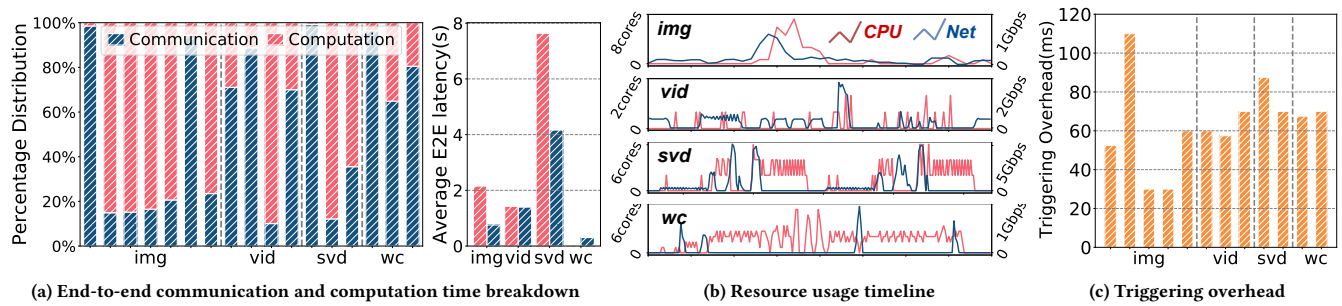 100%
80%
60%
40%
20%
0%
Percentage Distribution
Communication
Computation
img
vid
svd
wc
Average E2E latency(s)
8
6
4
2
0
img
vid
svd
wc
8cores
0
img
CPU
Net
1Gbps
0
2cores
0
vid
2Gbps
0
6cores
0
svd
5Gbps
0
6cores
0
wc
1Gbps
0
Triggering Overhead(ms)
120
100
80
60
40
20
0
img
vid
svd
wc
(a) End-to-end communication and computation time breakdown
(b) Resource usage timeline
(c) Triggering overhead